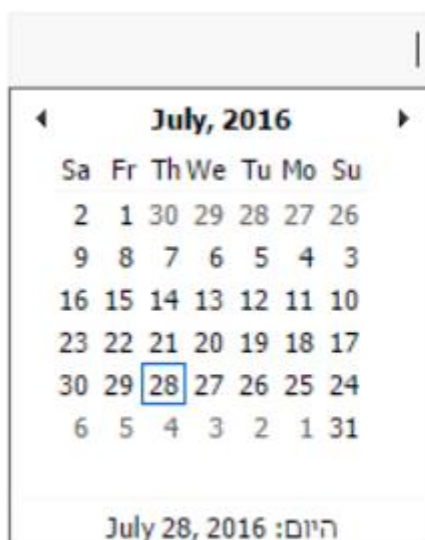 July, 2016
Sa Fr Th We Tu Mo Su
2 1 30 29 28 27 26
9 8 7 6 5 4 3
16 15 14 13 12 11 10
23 22 21 20 19 18 17
30 29 28 27 26 25 24
6 5 4 3 2 1 31
היום: July 28, 2016